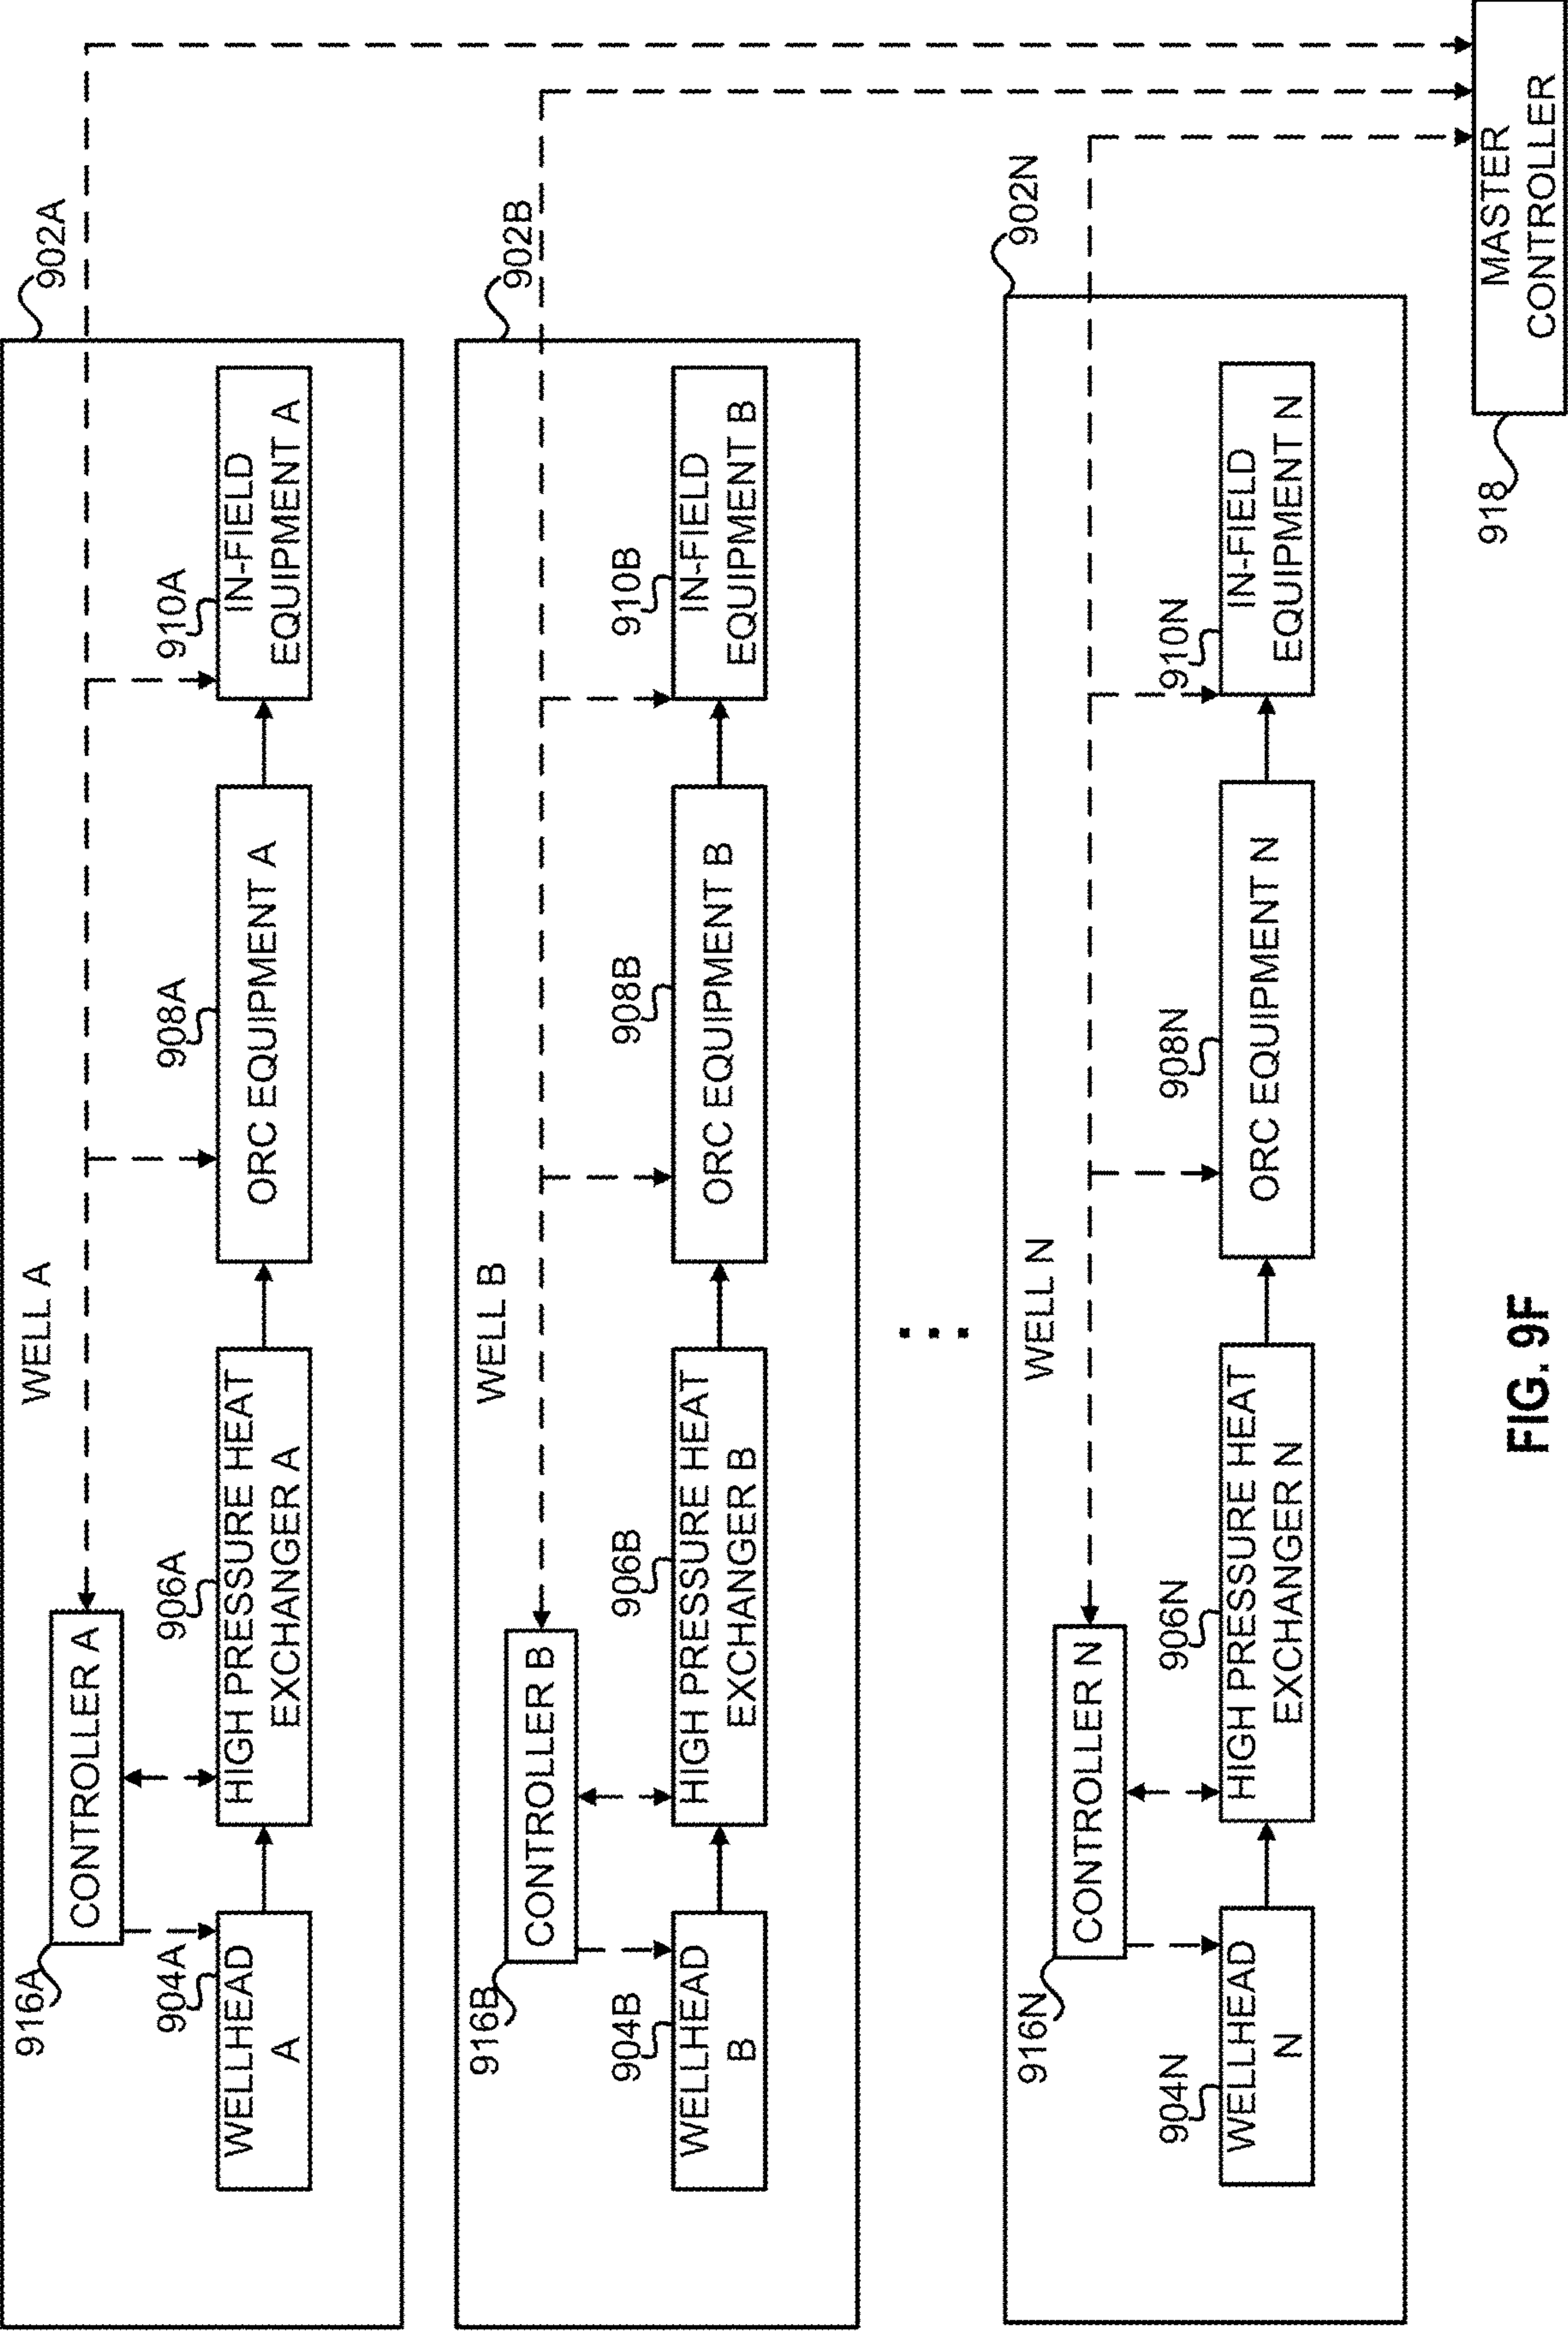 902A
WELL A
916A
CONTROLLER A
904A
906A
908A
910A
WELLHEAD
A
HIGH PRESSURE HEAT
EXCHANGER A
ORC EQUIPMENT A
IN-FIELD
EQUIPMENT A
902B
WELL B
916B
CONTROLLER B
904B
906B
908B
910B
WELLHEAD
B
HIGH PRESSURE HEAT
EXCHANGER B
ORC EQUIPMENT B
IN-FIELD
EQUIPMENT B
902N
WELL N
916N
CONTROLLER N
904N
906N
908N
910N
WELLHEAD
N
HIGH PRESSURE HEAT
EXCHANGER N
ORC EQUIPMENT N
IN-FIELD
EQUIPMENT N
918
MASTER
CONTROLLER
FIG. 9F